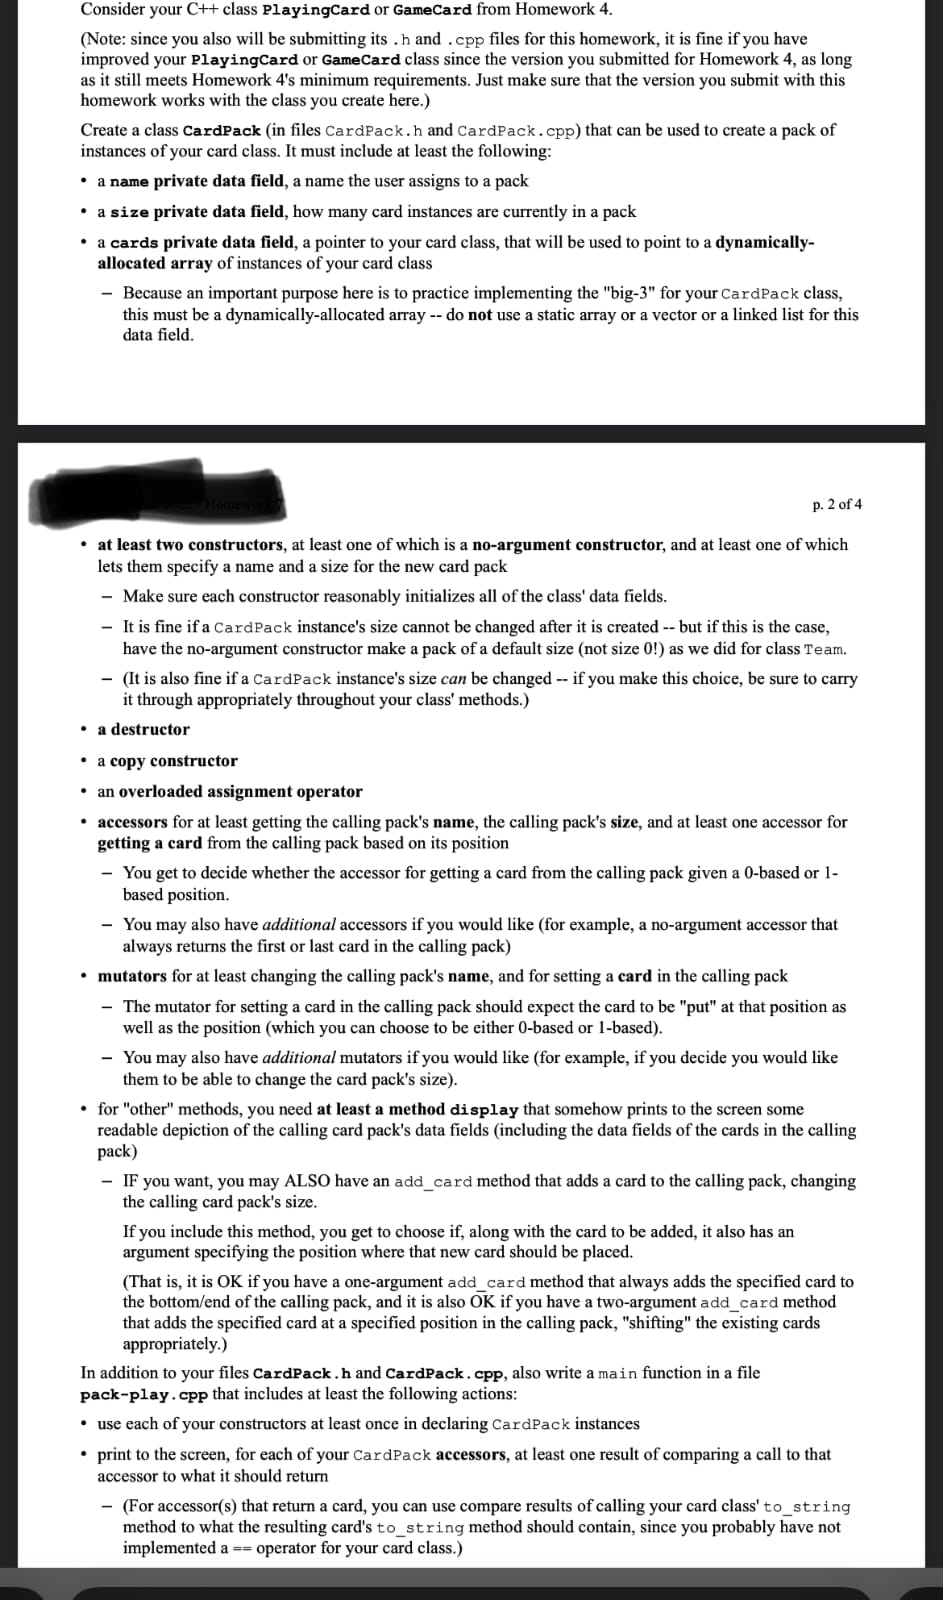 Consider your C++ class PlayingCard or GameCard from Homework 4.
(Note: since you also will be submitting its .h and .cpp files for this homework, it is fine if you have
improved your PlayingCard or GameCard class since the version you submitted for Homework 4, as long
as it still meets Homework 4's minimum requirements. Just make sure that the version you submit with this
homework works with the class you create here.)
Create a class CardPack (in files CardPack.h and CardPack.cpp) that can be used to create a pack of
instances of your card class. It must include at least the following:
• a name private data field, a name the user assigns to a pack
• a size private data field, how many card instances are currently in a pack
• a cards private data field, a pointer to your card class, that will be used to point to a dynamically-
allocated array of instances of your card class
– Because an important purpose here is to practice implementing the "big-3" for your CardPack class,
this must be a dynamically-allocated array -- do not use a static array or a vector or a linked list for this
data field.
Homework
p. 2 of 4
• at least two constructors, at least one of which is a no-argument constructor, and at least one of which
lets them specify a name and a size for the new card pack
– Make sure each constructor reasonably initializes all of the class' data fields.
– It is fine if a CardPack instance's size cannot be changed after it is created -- but if this is the case,
have the no-argument constructor make a pack of a default size (not size 0!) as we did for class Team.
– (It is also fine if a CardPack instance's size can be changed -- if you make this choice, be sure to carry
it through appropriately throughout your class' methods.)
• a destructor
• a copy constructor
• an overloaded assignment operator
• accessors for at least getting the calling pack's name, the calling pack's size, and at least one accessor for
getting a card from the calling pack based on its position
– You get to decide whether the accessor for getting a card from the calling pack given a 0-based or 1-
based position.
– You may also have additional accessors if you would like (for example, a no-argument accessor that
always returns the first or last card in the calling pack)
• mutators for at least changing the calling pack's name, and for setting a card in the calling pack
– The mutator for setting a card in the calling pack should expect the card to be "put" at that position as
well as the position (which you can choose to be either 0-based or 1-based).
– You may also have additional mutators if you would like (for example, if you decide you would like
them to be able to change the card pack's size).
• for "other" methods, you need at least a method display that somehow prints to the screen some
readable depiction of the calling card pack's data fields (including the data fields of the cards in the calling
pack)
– IF you want, you may ALSO have an add_card method that adds a card to the calling pack, changing
the calling card pack's size.
If you include this method, you get to choose if, along with the card to be added, it also has an
argument specifying the position where that new card should be placed.
(That is, it is OK if you have a one-argument add_card method that always adds the specified card to
the bottom/end of the calling pack, and it is also OK if you have a two-argument add_card method
that adds the specified card at a specified position in the calling pack, "shifting" the existing cards
appropriately.)
In addition to your files CardPack.h and CardPack.cpp, also write a main function in a file
pack-play.cpp that includes at least the following actions:
• use each of your constructors at least once in declaring CardPack instances
• print to the screen, for each of your CardPack accessors, at least one result of comparing a call to that
accessor to what it should return
– (For accessor(s) that return a card, you can use compare results of calling your card class' to_string
method to what the resulting card's to_string method should contain, since you probably have not
implemented a == operator for your card class.)